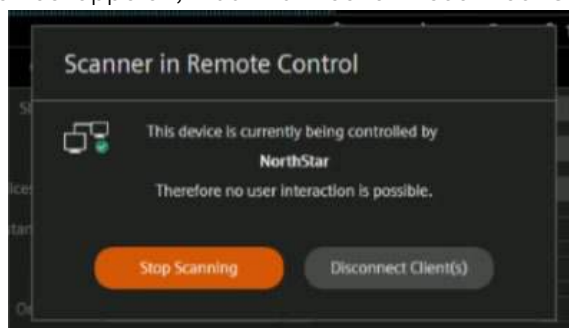 Scanner in Remote Control
This device is currently being controlled by
NorthStar
Therefore no user interaction is possible.
Stop Scanning
Disconnect Client(s)